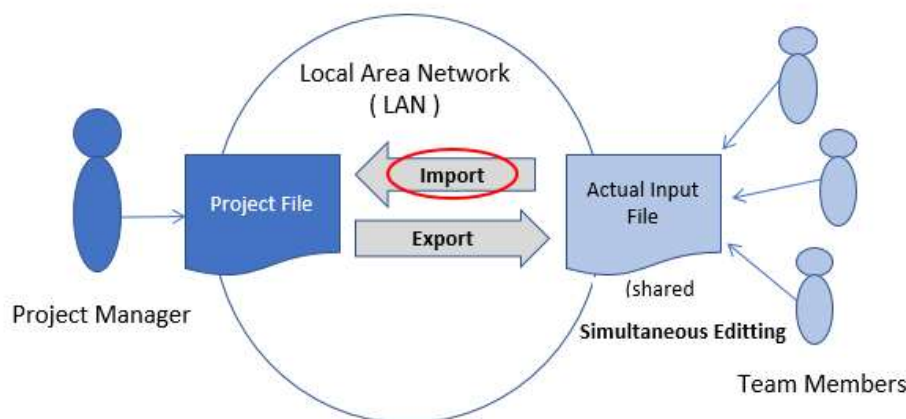 Local Area Network
( LAN )
Import
Project File
Actual Input
File
Export
(shared
Project Manager
Simultaneous Editting
Team Members